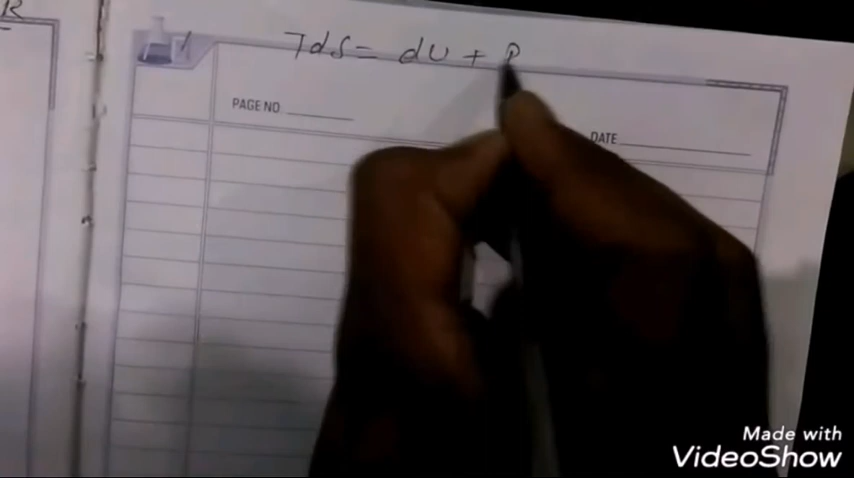 R
TdS = dU + P
PAGE NO
DATE
Made with
VideoShow